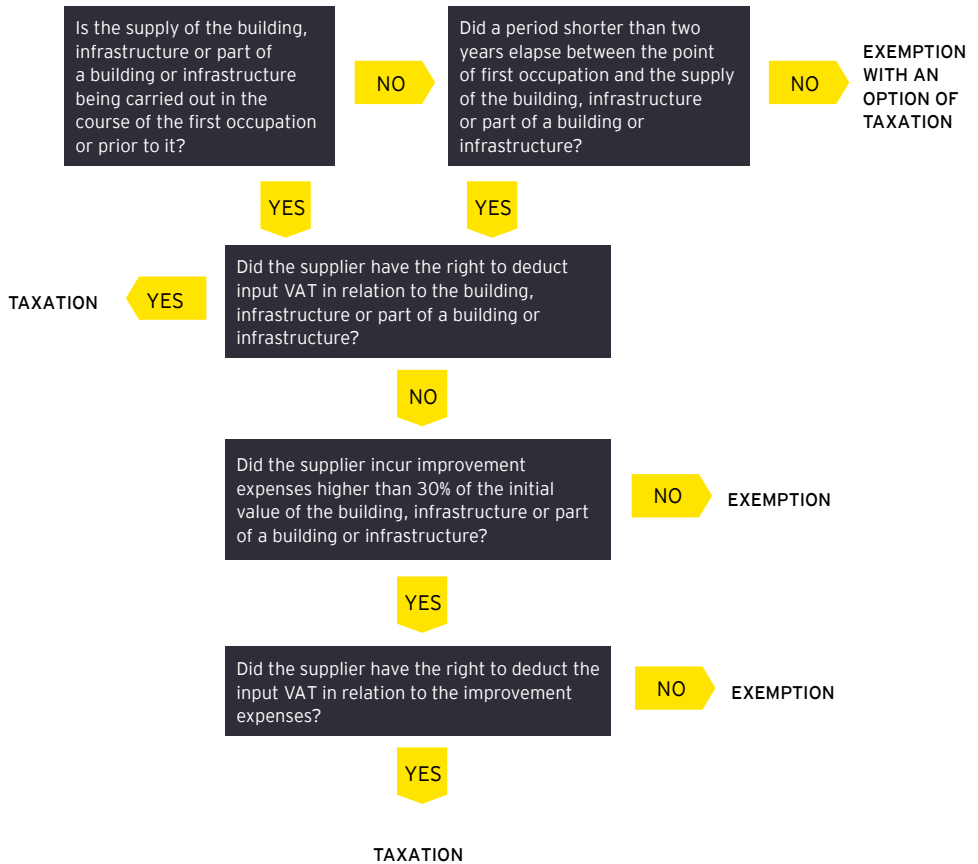 Is the supply of the building,
infrastructure or part of
a building or infrastructure
being carried out in the
course of the first occupation
or prior to it?
NO
Did a period shorter than two
years elapse between the point
of first occupation and the supply
of the building, infrastructure
or part of a building or
infrastructure?
NO
EXEMPTION
WITH AN
OPTION OF
TAXATION
YES
YES
Did the supplier have the right to deduct
input VAT in relation to the building,
infrastructure or part of a building or
infrastructure?
YES
TAXATION
NO
Did the supplier incur improvement
expenses higher than 30% of the initial
value of the building, infrastructure or part
of a building or infrastructure?
NO
EXEMPTION
YES
Did the supplier have the right to deduct the
input VAT in relation to the improvement
expenses?
NO
EXEMPTION
YES
TAXATION